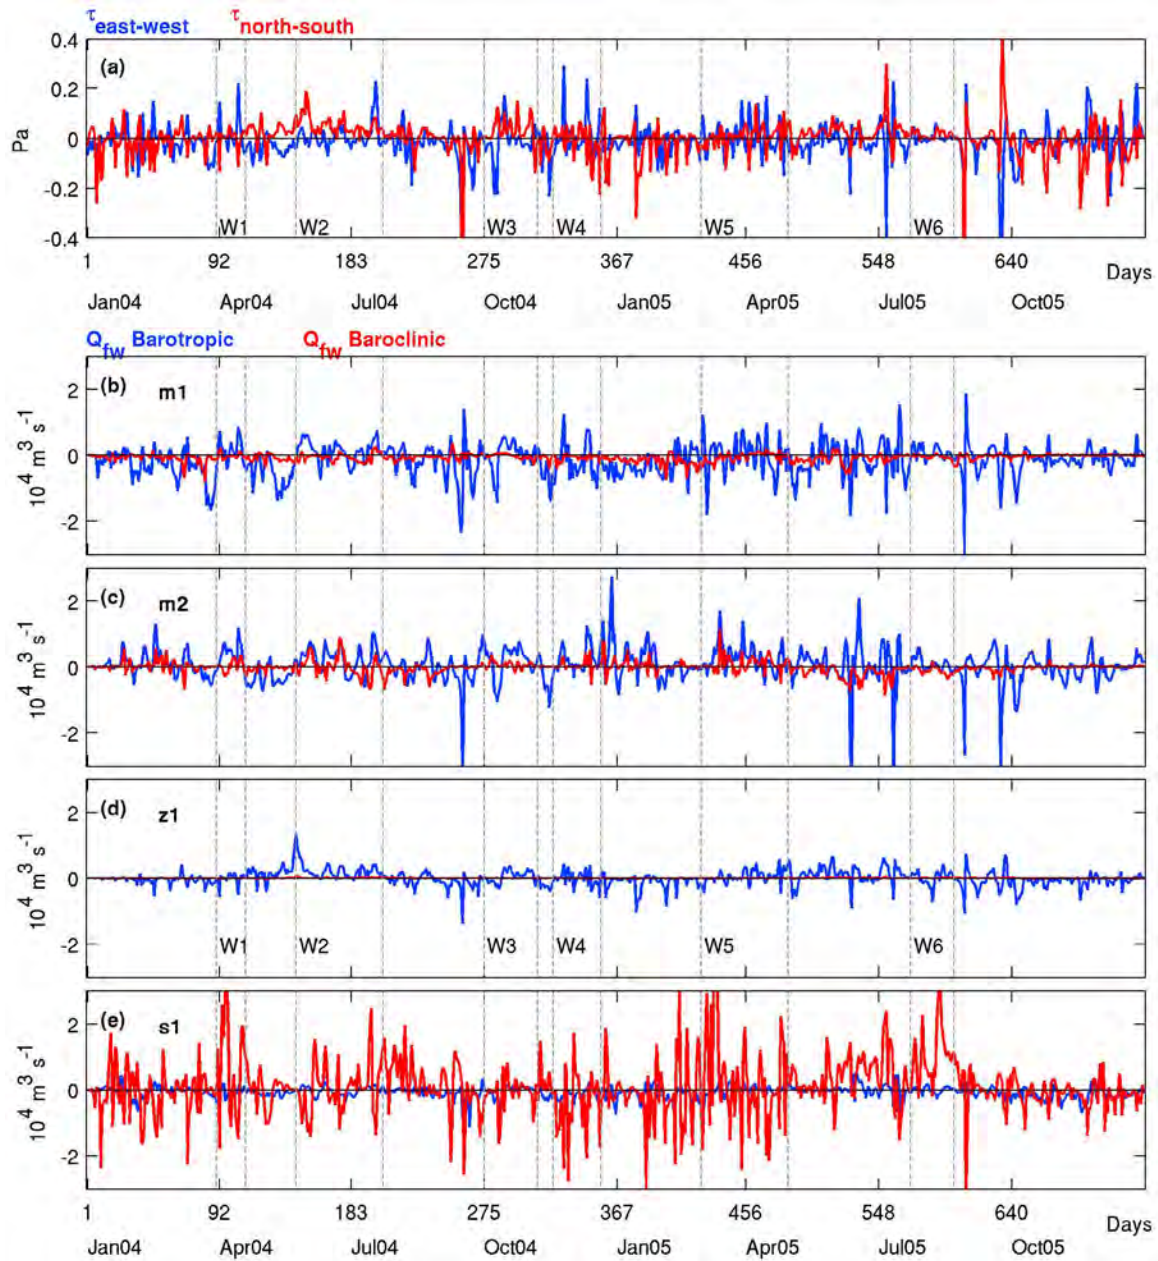 τ east-west τ north-south
0.4
(a)
0.2
Pa
0
-0.2
-0.4
W1 W2 W3 W4 W5 W6
1 92 183 275 367 456 548 640 Days
Jan04 Apr04 Jul04 Oct04 Jan05 Apr05 Jul05 Oct05
Q fw Barotropic Q fw Baroclinic
(b) m1
2
0
-2
10^4 m^3 s^-1
(c) m2
2
0
-2
10^4 m^3 s^-1
(d) z1
2
0
-2
10^4 m^3 s^-1
W1 W2 W3 W4 W5 W6
(e) s1
2
0
-2
10^4 m^3 s^-1
1 92 183 275 367 456 548 640 Days
Jan04 Apr04 Jul04 Oct04 Jan05 Apr05 Jul05 Oct05